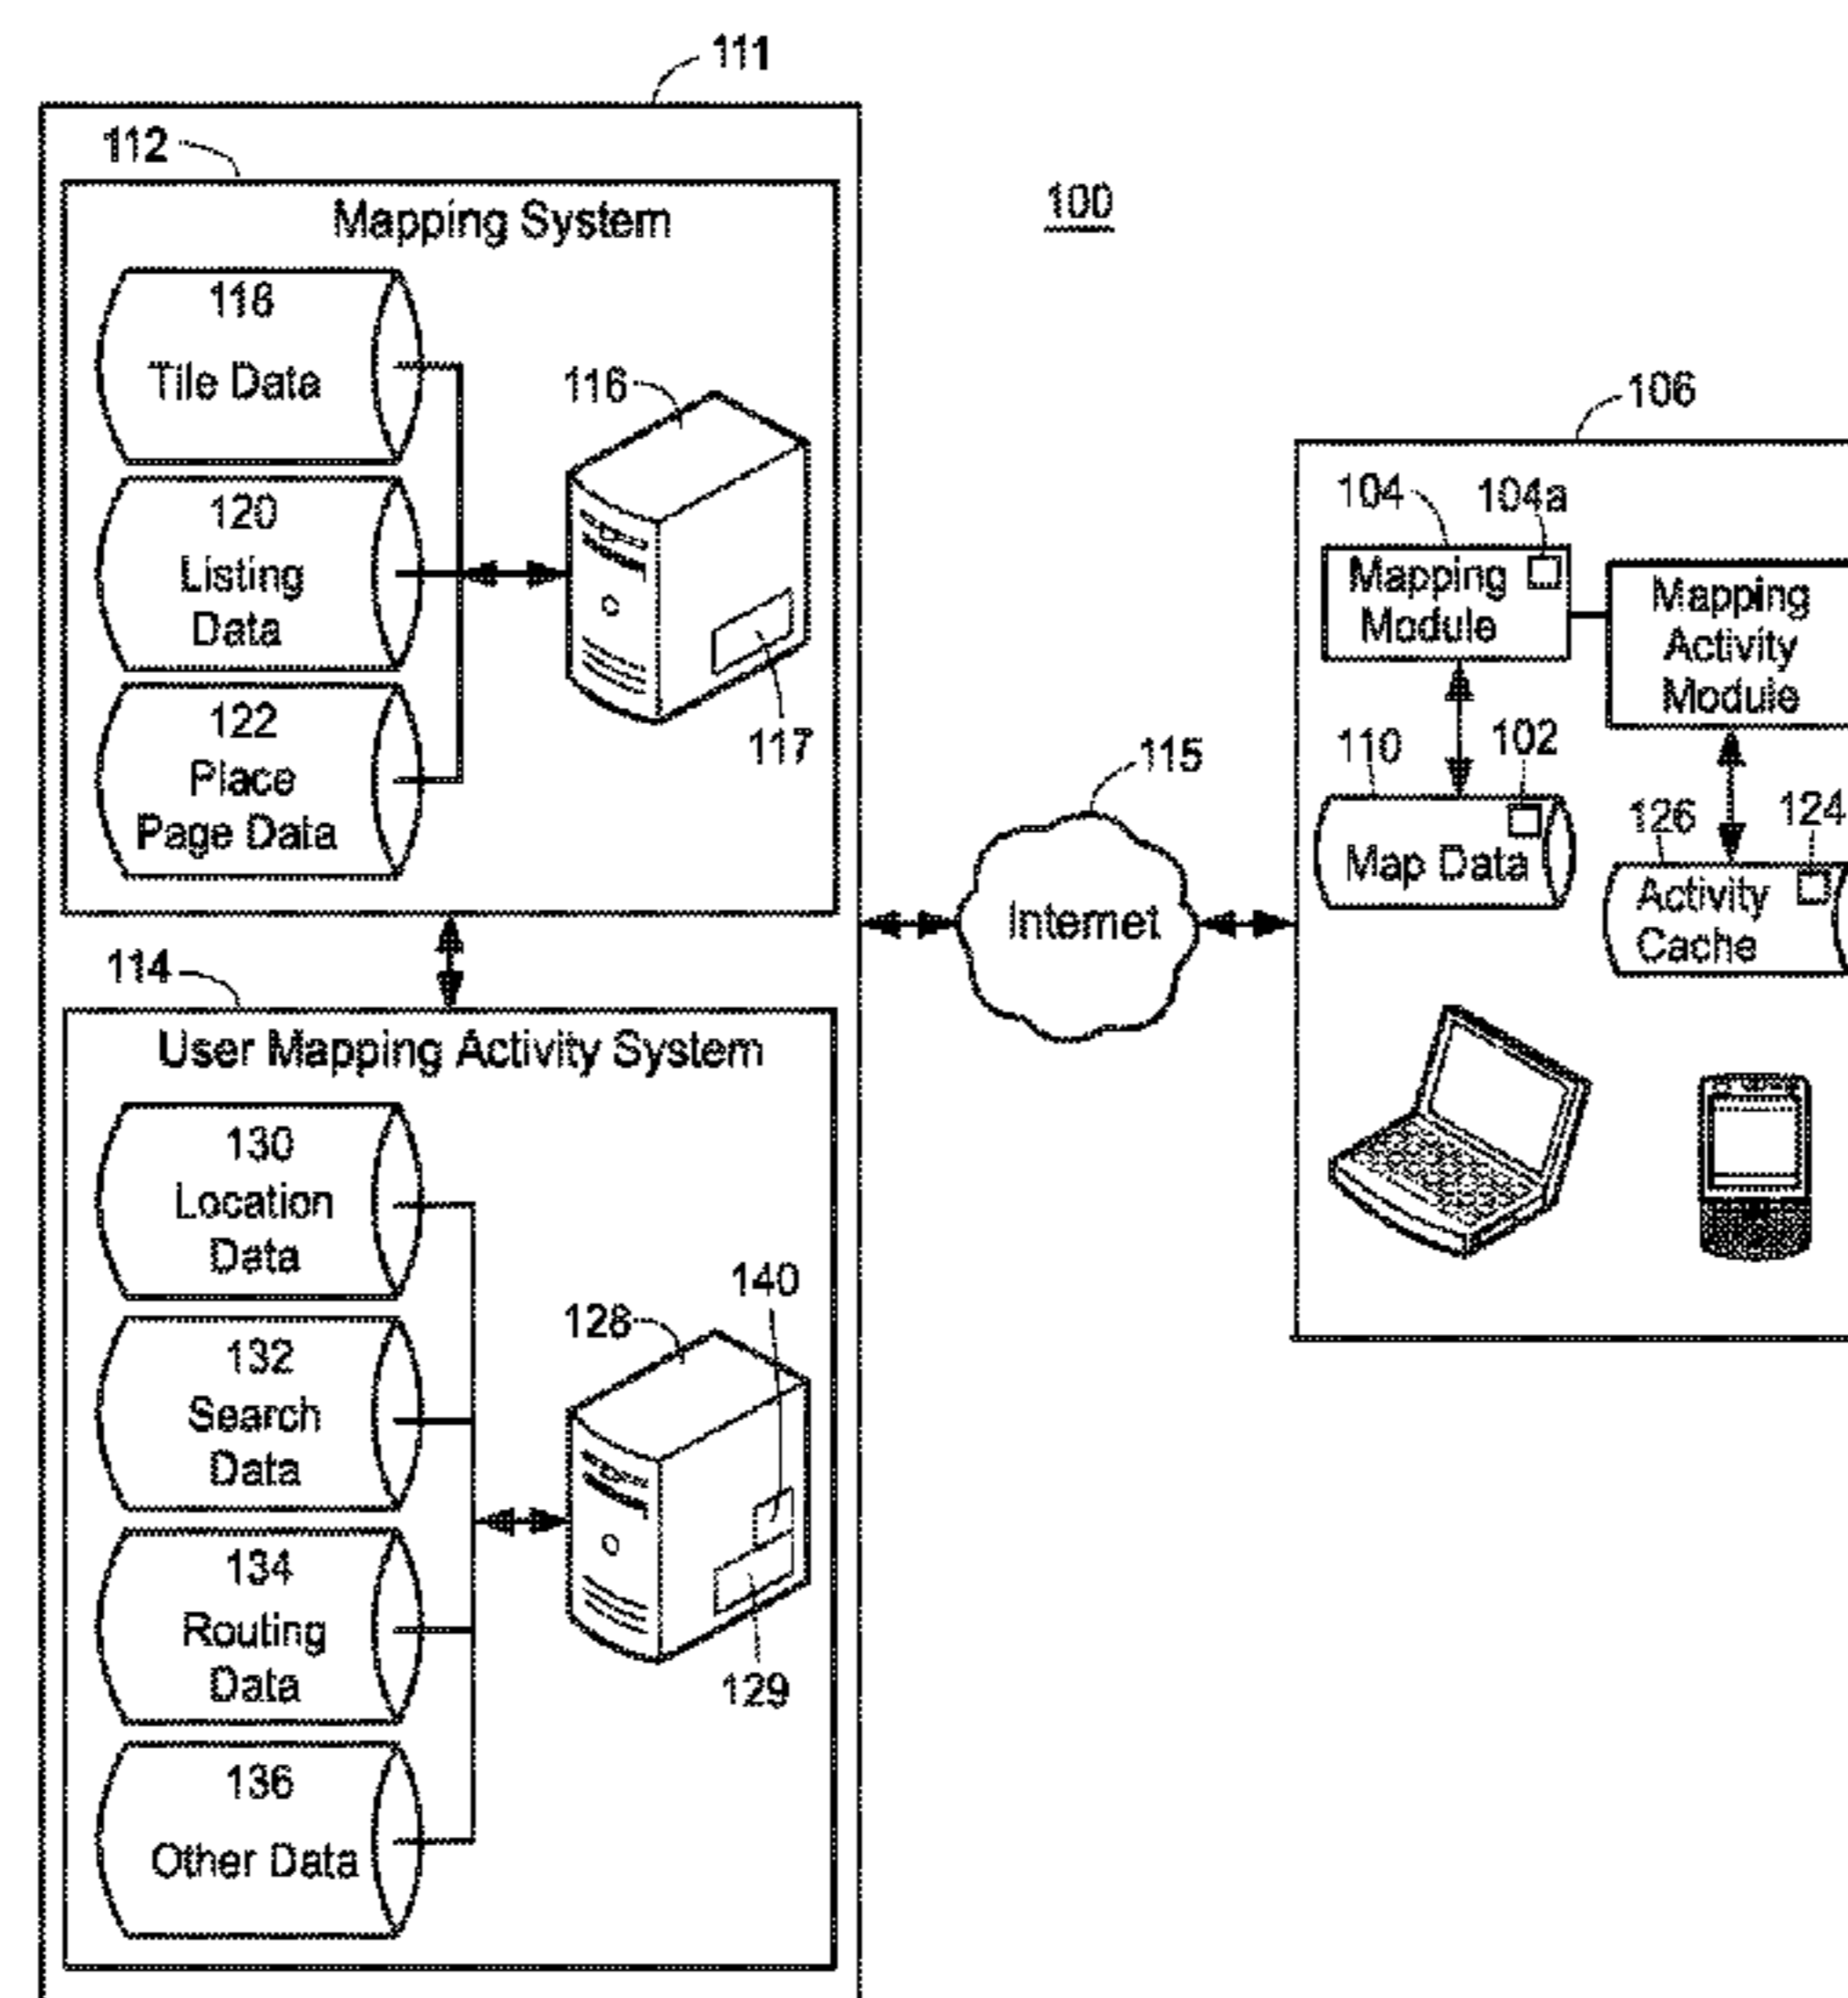 111
112
Mapping System
100
118
Tile Data
116
106
120
Listing
Data
104
104a
Mapping
Module
Mapping
Activity
Module
122
Place
Page Data
117
115
110
102
Map Data
126
124
Activity
Cache
Internet
114
User Mapping Activity System
130
Location
Data
140
128
132
Search
Data
134
Routing
Data
129
136
Other Data